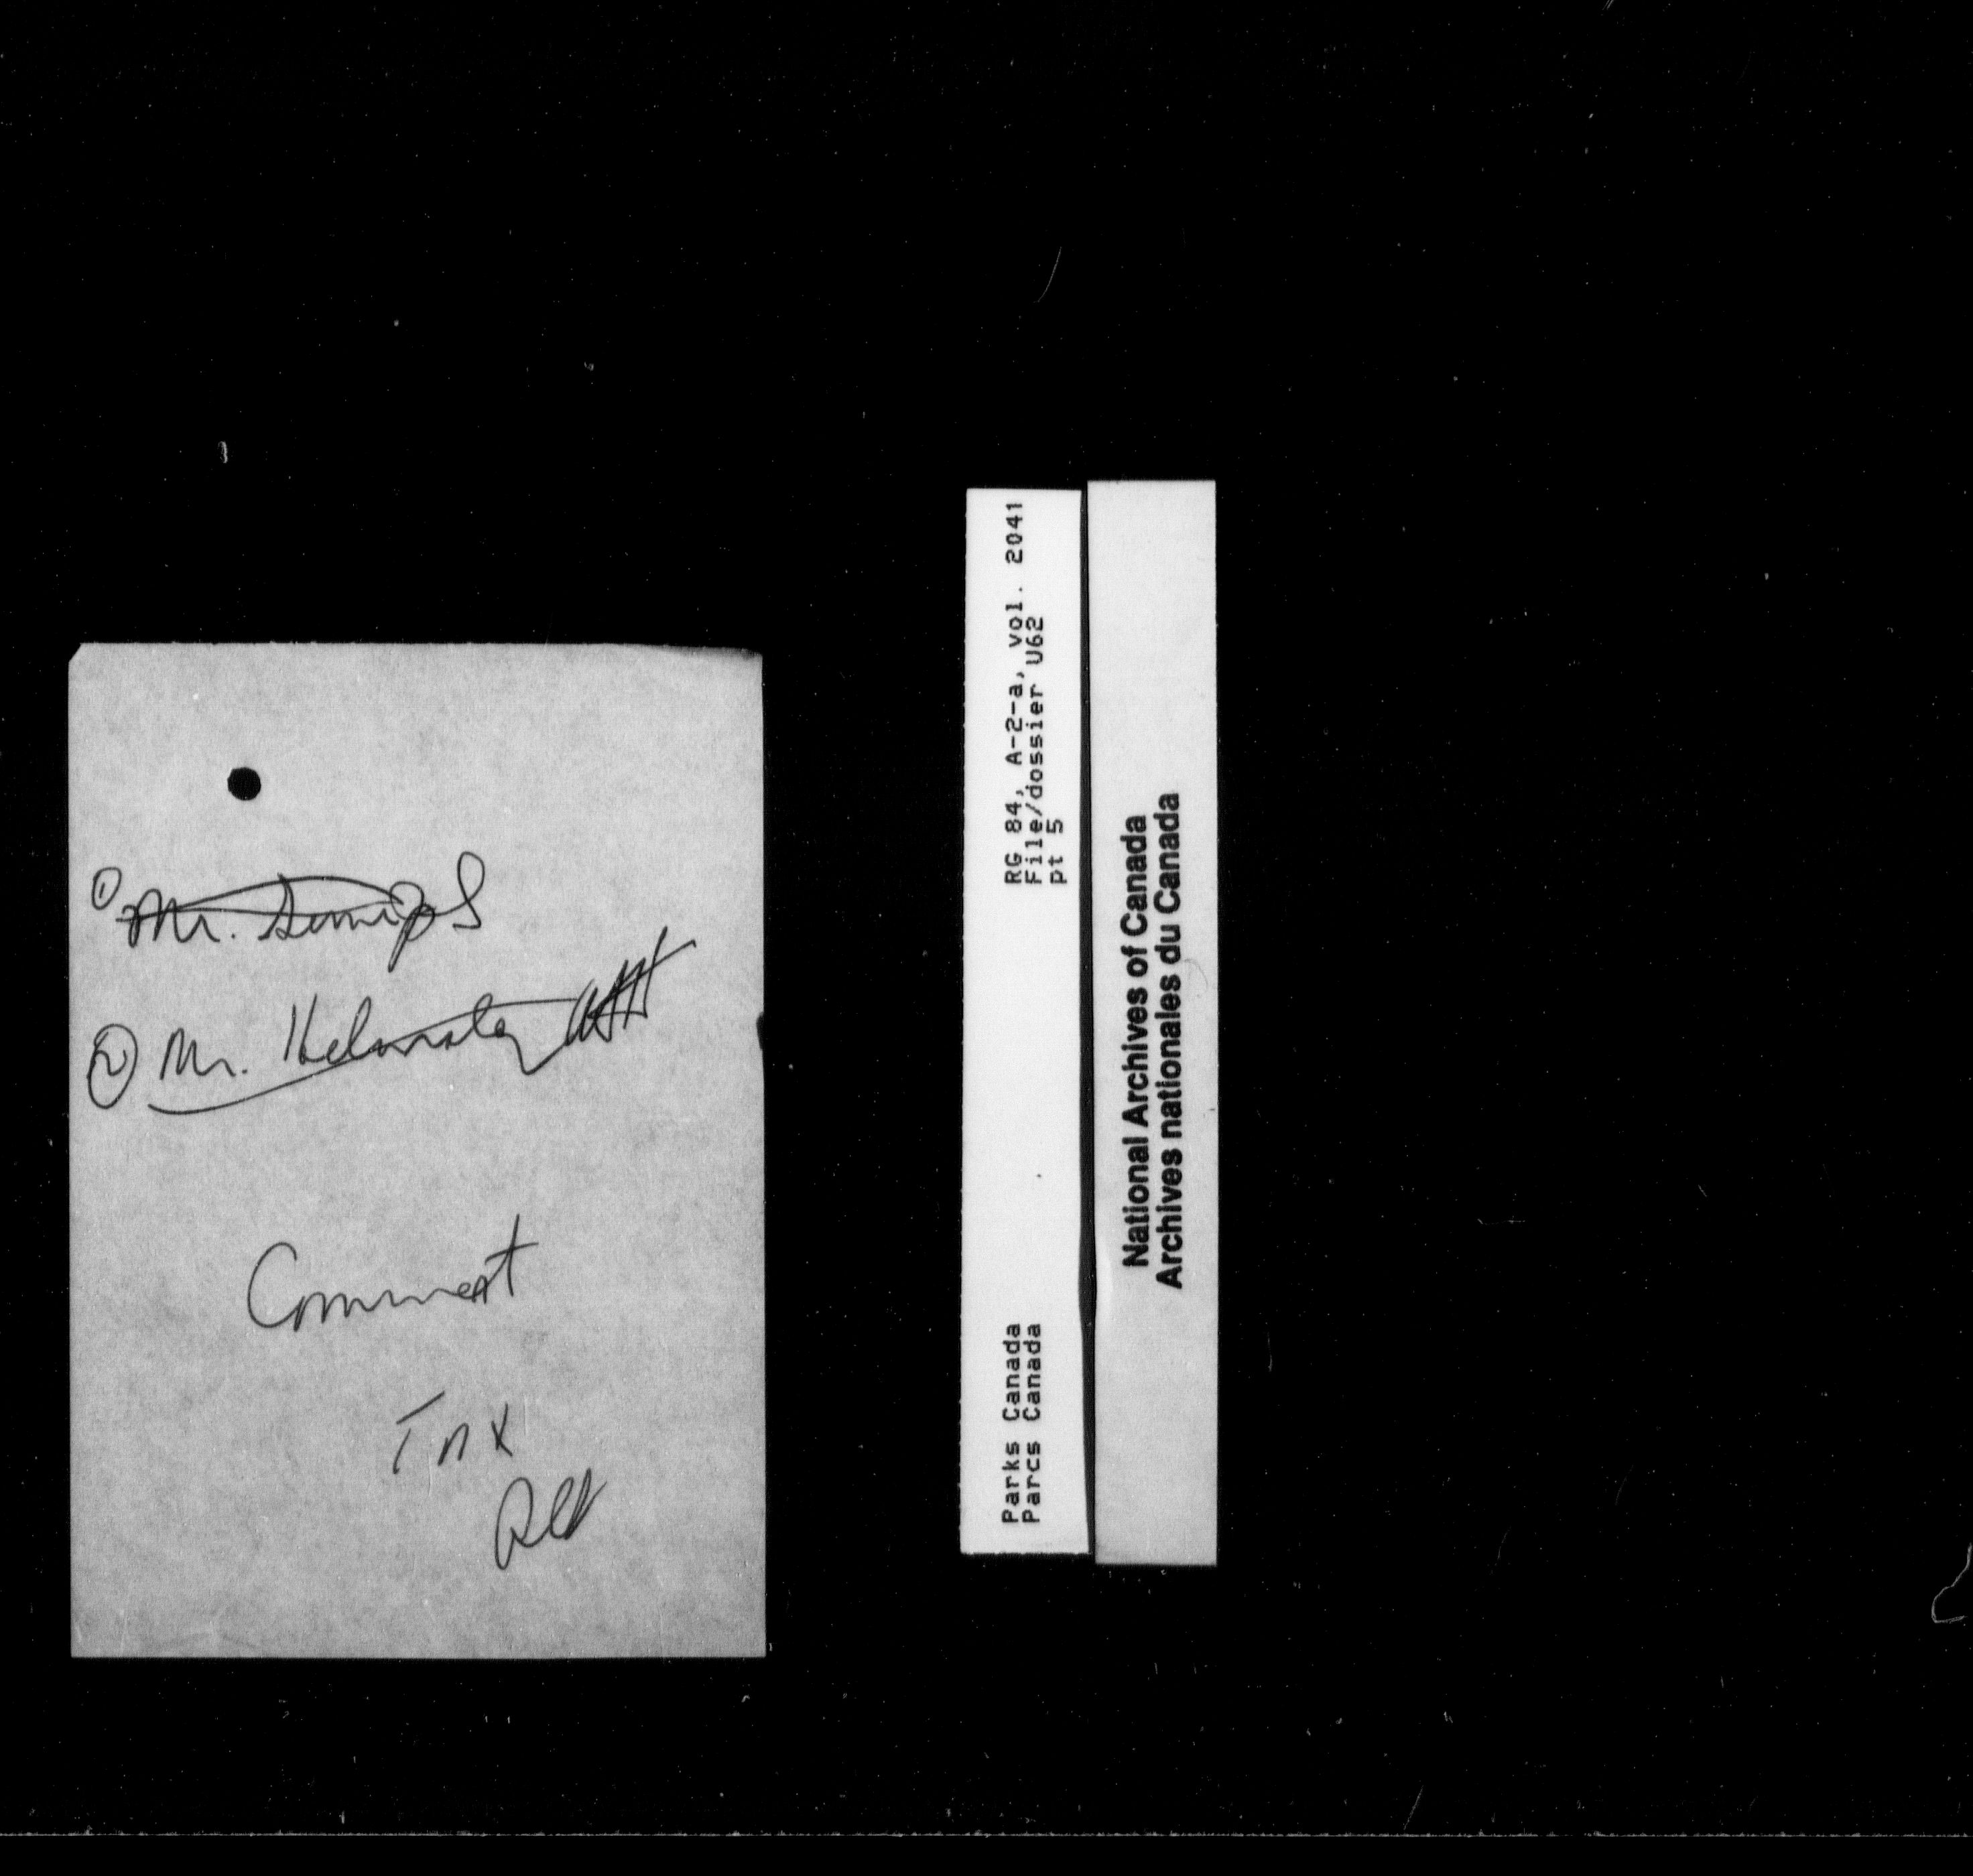 ① Mr.
② Mr.
Comment
Tnx
RG 84, A-2-a, vol. 2041
File/dossier U62
pt 5
Parks Canada
Parcs Canada
National Archives of Canada
Archives nationales du Canada